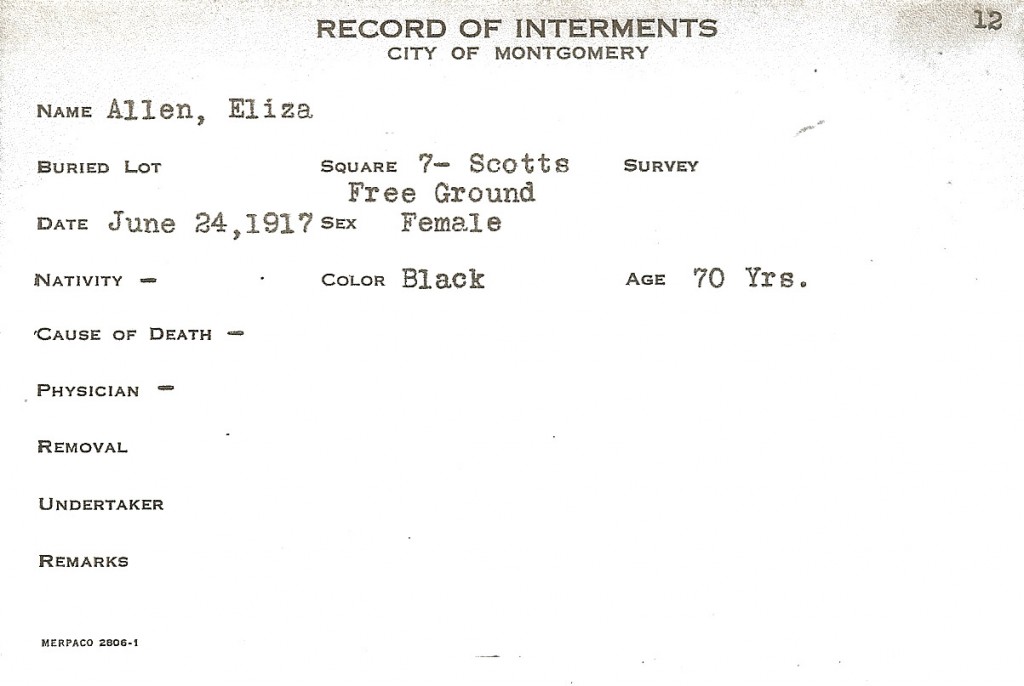 12
RECORD OF INTERMENTS
CITY OF MONTGOMERY
NAME Allen, Eliza
BURIED LOT SQUARE 7- Scotts SURVEY
Free Ground
DATE June 24,1917 SEX Female
NATIVITY - COLOR Black AGE 70 Yrs.
CAUSE OF DEATH -
PHYSICIAN -
REMOVAL
UNDERTAKER
REMARKS
MERPACO 2806-1